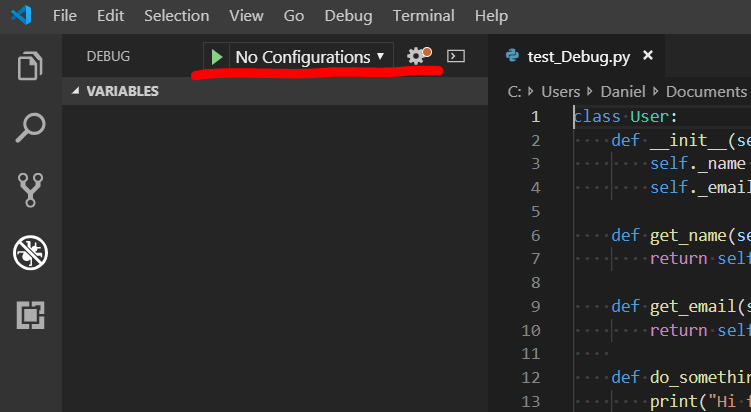 File Edit Selection View Go Debug Terminal Help
DEBUG No Configurations
VARIABLES
test_Debug.py
C: > Users > Daniel > Documents
1 class User:
2 def __init__(se
3 self._name
4 self._email
5
6 def get_name(se
7 return self
8
9 def get_email(s
10 return self
11
12 def do_somethin
13 print("Hi